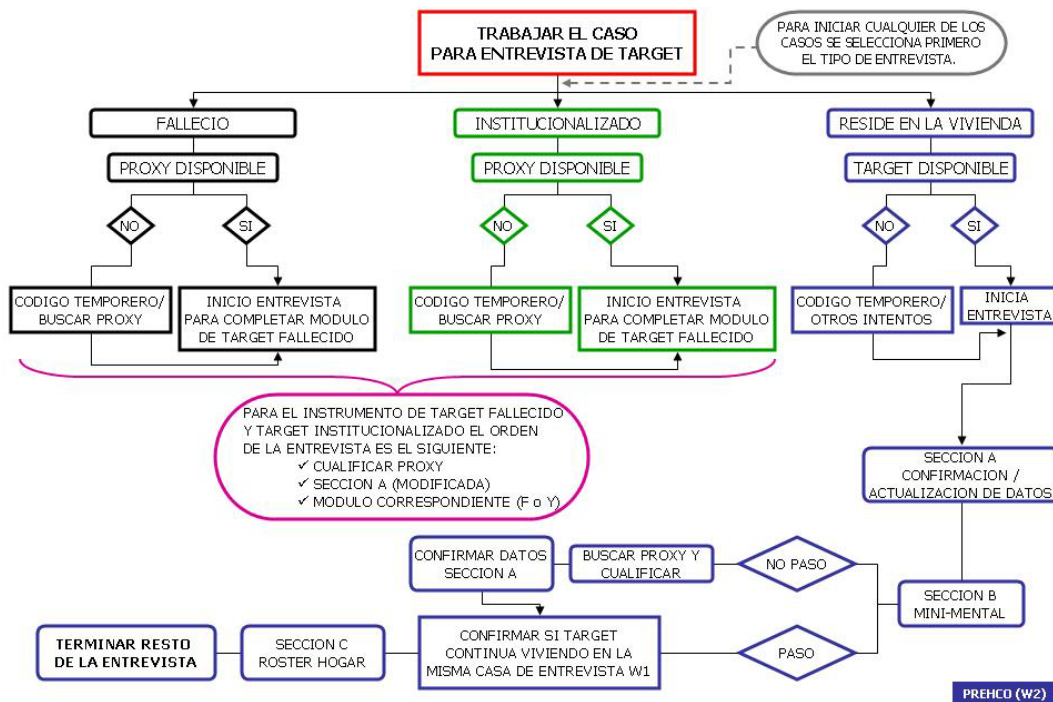 TRABAJAR EL CASO
PARA ENTREVISTA DE TARGET
PARA INICIAR CUALQUIER DE LOS
CASOS SE SELECCIONA PRIMERO
EL TIPO DE ENTREVISTA.
FALLECIO
INSTITUCIONALIZADO
RESIDE EN LA VIVIENDA
PROXY DISPONIBLE
PROXY DISPONIBLE
TARGET DISPONIBLE
NO
SI
NO
SI
NO
SI
CODIGO TEMPORERO/
BUSCAR PROXY
INICIO ENTREVISTA
PARA COMPLETAR MODULO
DE TARGET FALLECIDO
CODIGO TEMPORERO/
BUSCAR PROXY
INICIO ENTREVISTA
PARA COMPLETAR MODULO
DE TARGET FALLECIDO
CODIGO TEMPORERO/
OTROS INTENTOS
INICIA
ENTREVISTA
PARA EL INSTRUMENTO DE TARGET FALLECIDO
Y TARGET INSTITUCIONALIZADO EL ORDEN
DE LA ENTREVISTA ES EL SIGUIENTE:
✓ CUALIFICAR PROXY
✓ SECCION A (MODIFICADA)
✓ MODULO CORRESPONDIENTE (F o Y)
SECCION A
CONFIRMACION /
ACTUALIZACION DE DATOS
CONFIRMAR DATOS
SECCION A
BUSCAR PROXY Y
CUALIFICAR
NO PASO
SECCION B
MINI-MENTAL
TERMINAR RESTO
DE LA ENTREVISTA
SECCION C
ROSTER HOGAR
CONFIRMAR SI TARGET
CONTINUA VIVIENDO EN LA
MISMA CASA DE ENTREVISTA W1
PASO
PREHCO (W2)